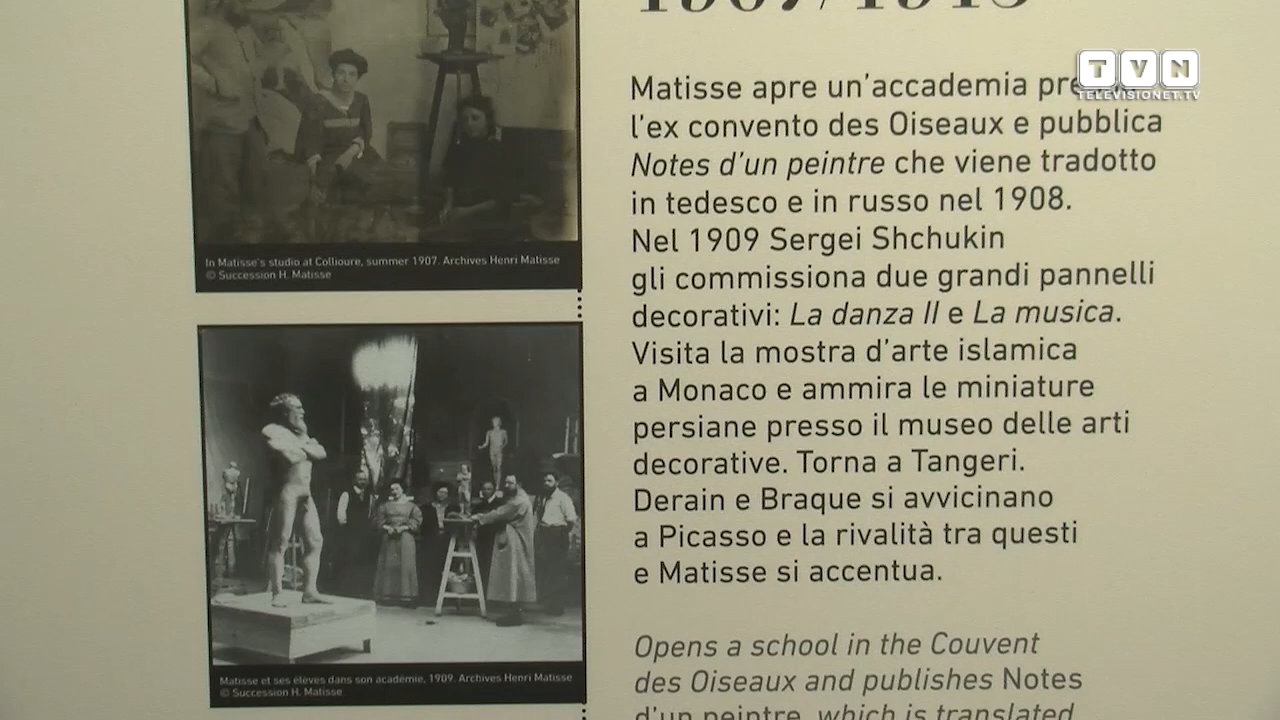 TVN
TELEVISIONET.TV
Matisse apre un'accademia
l'ex convento des Oiseaux e pubblica
Notes d'un peintre che viene tradotto
in tedesco e in russo nel 1908.
Nel 1909 Sergei Shchukin
gli commissiona due grandi pannelli
decorativi: La danza II e La musica.
Visita la mostra d'arte islamica
a Monaco e ammira le miniature
persiane presso il museo delle arti
decorative. Torna a Tangeri.
Derain e Braque si avvicinano
a Picasso e la rivalità tra questi
e Matisse si accentua.
Opens a school in the Couvent
des Oiseaux and publishes Notes
d'un peintre, which is translated
In Matisse's studio at Collioure, summer 1907. Archives Henri Matisse
© Succession H. Matisse
Matisse et ses élèves dans son académie, 1909. Archives Henri Matisse
© Succession H. Matisse